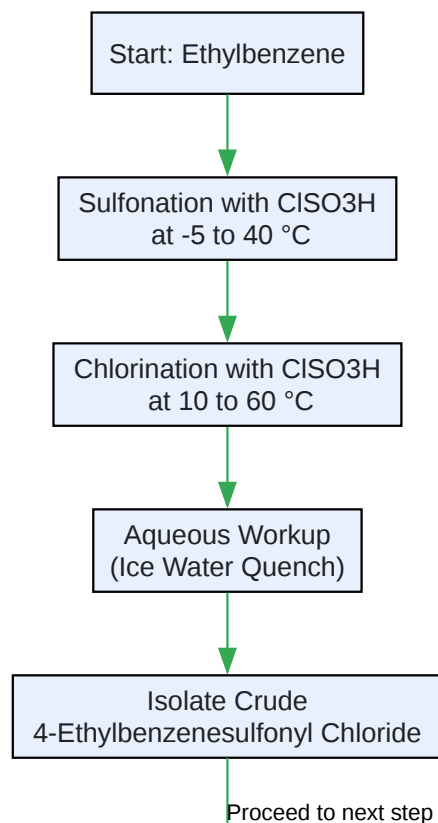 Start: Ethylbenzene
Sulfonation with ClSO3H
at -5 to 40 °C
Chlorination with ClSO3H
at 10 to 60 °C
Aqueous Workup
(Ice Water Quench)
Isolate Crude
4-Ethylbenzenesulfonyl Chloride
Proceed to next step